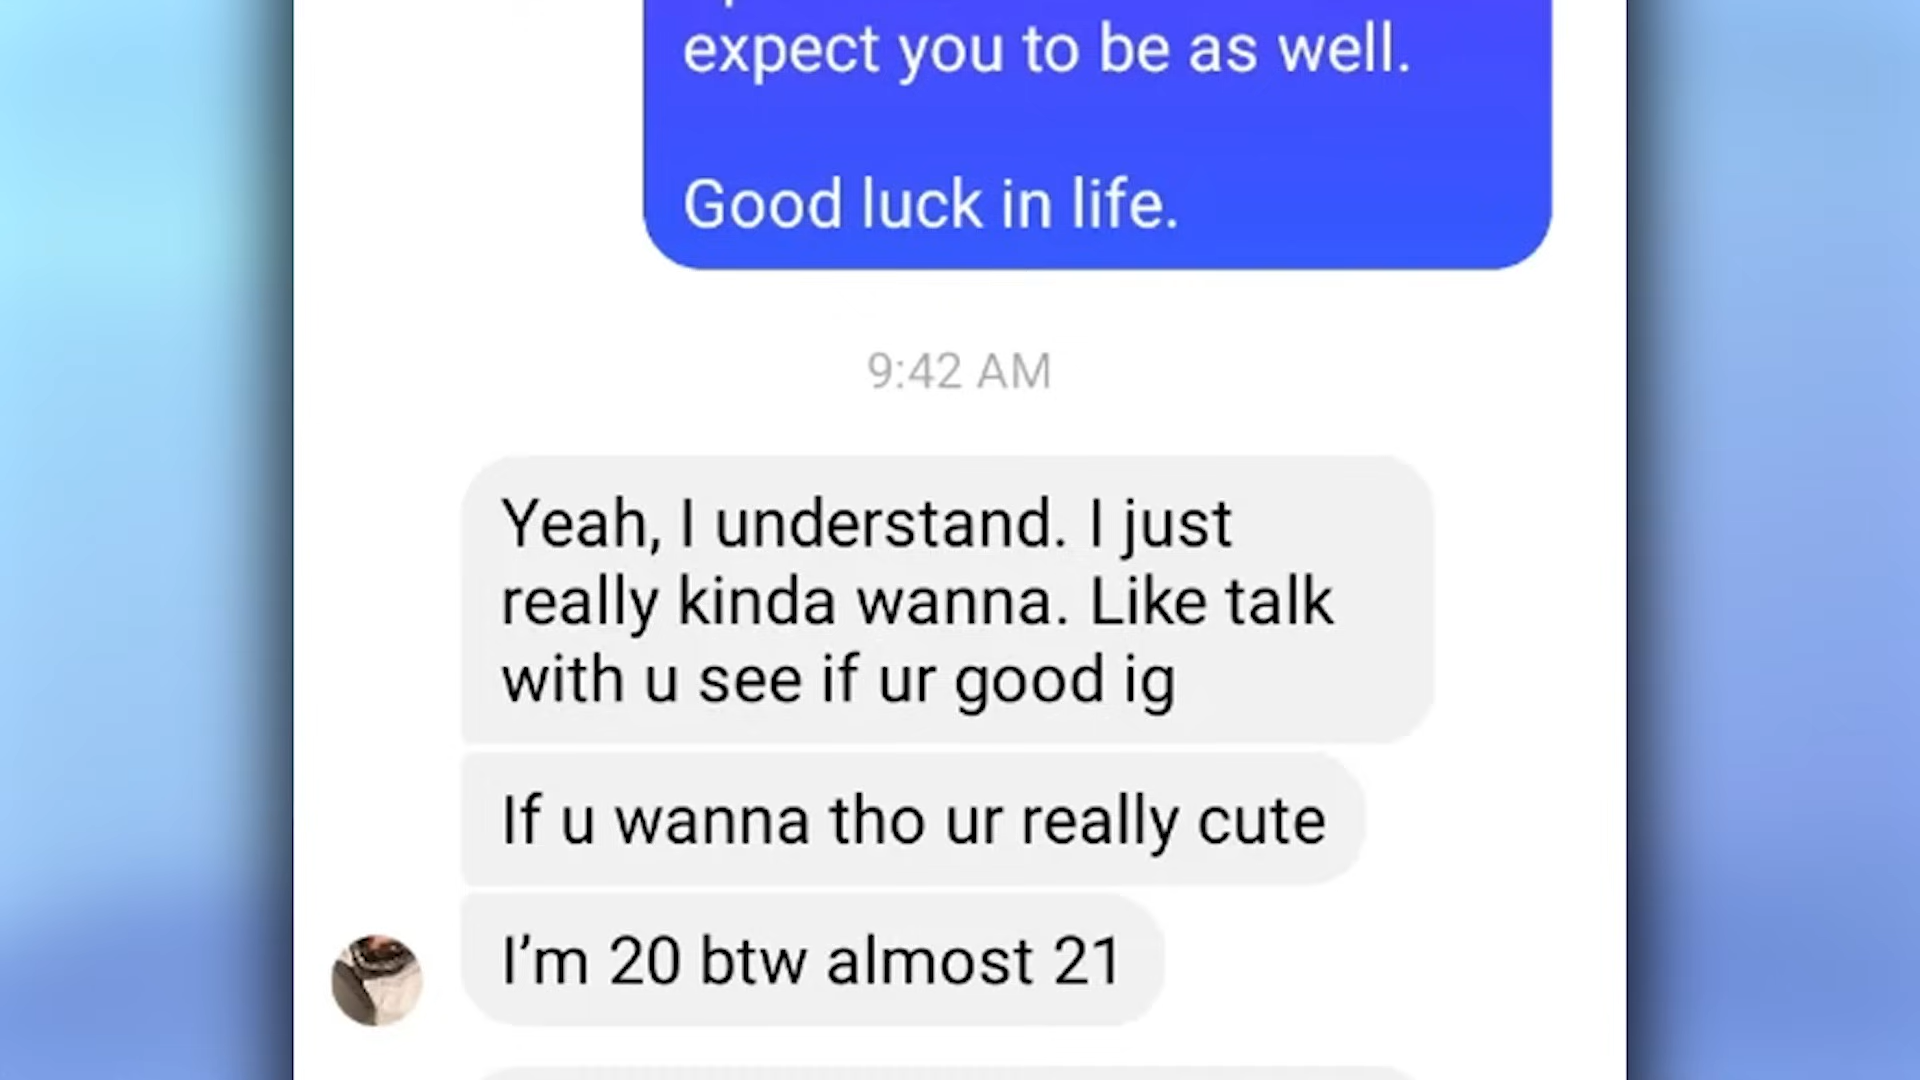 expect you to be as well.
Good luck in life.
9:42 AM
Yeah, I understand. I just
really kinda wanna. Like talk
with u see if ur good ig
If u wanna tho ur really cute
I'm 20 btw almost 21